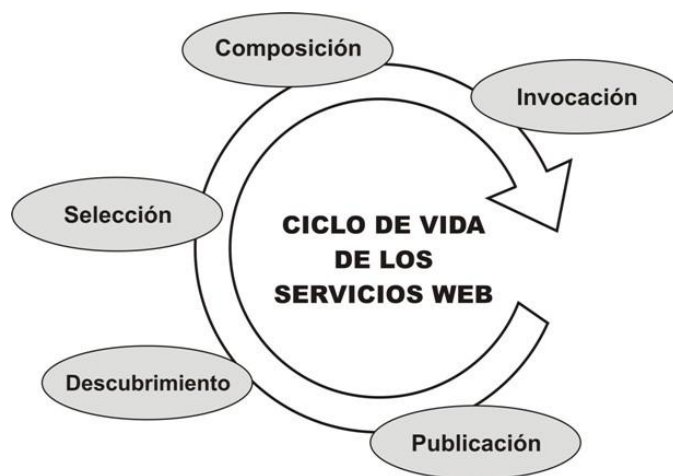 Composición
Invocación
Selección
CICLO DE VIDA
DE LOS
SERVICIOS WEB
Descubrimiento
Publicación